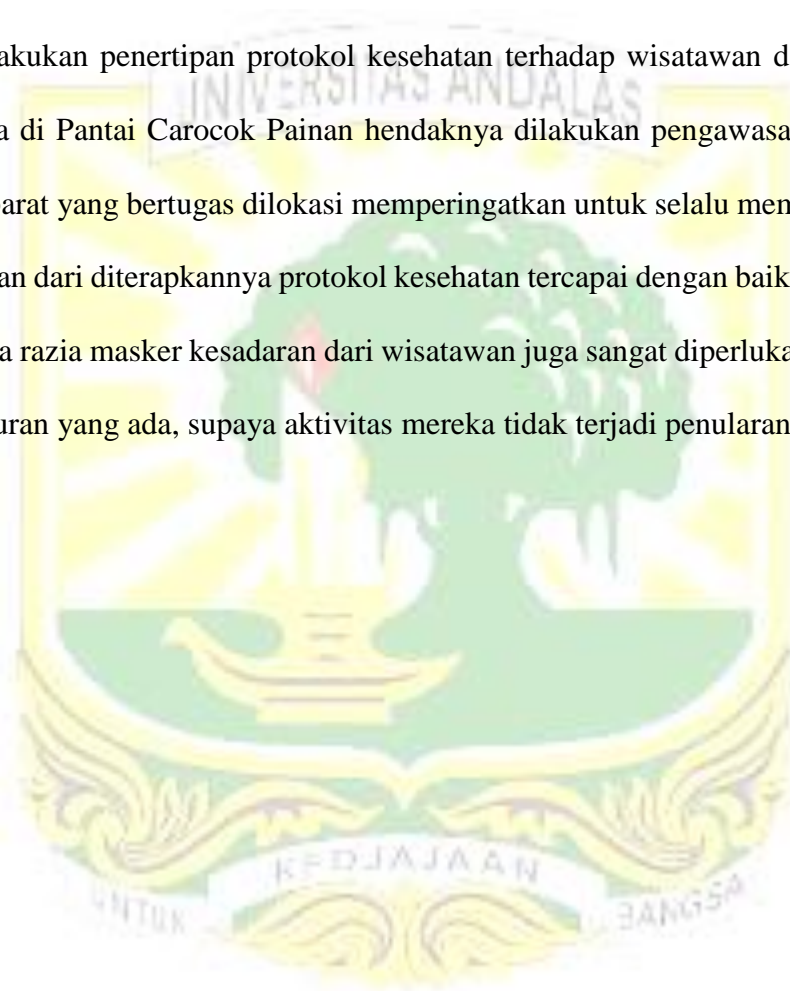 akukan penertipan protokol kesehatan terhadap wisatawan d
UNIVERSITAS ANDALAS
a di Pantai Carocok Painan hendaknya dilakukan pengawasa
parat yang bertugas dilokasi memperingatkan untuk selalu men
an dari diterapkannya protokol kesehatan tercapai dengan baik
a razia masker kesadaran dari wisatawan juga sangat diperluka
uran yang ada, supaya aktivitas mereka tidak terjadi penularan
KEDJAJAAN
UNTUK BANGSA